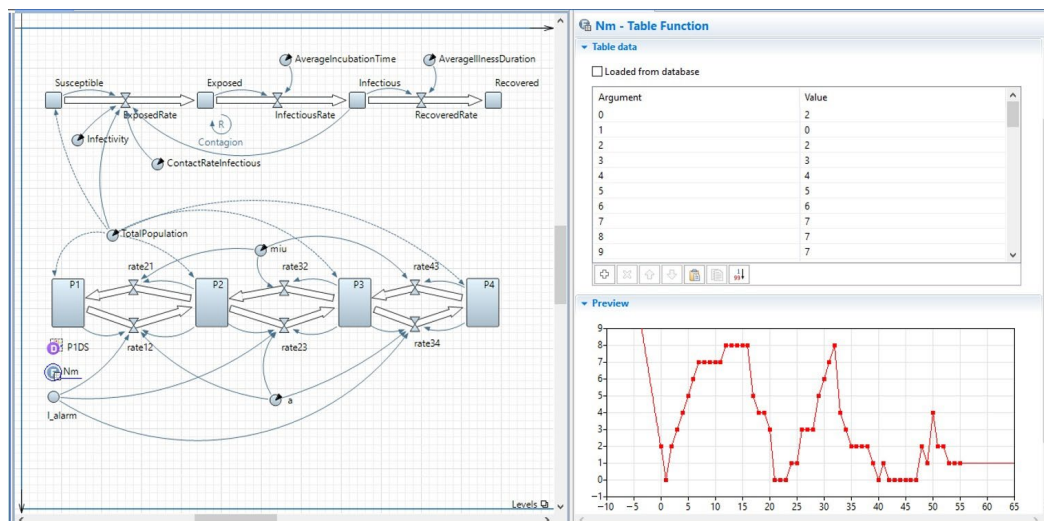 AverageIncubationTime
AverageIllnessDuration
Susceptible
Exposed
Infectious
Recovered
ExposedRate
InfectiousRate
RecoveredRate
R
Contagion
Infectivity
ContactRateInfectious
TotalPopulation
miu
rate21
rate32
rate43
P1
P2
P3
P4
P1DS
rate12
rate23
rate34
Nm
a
I_alarm
Levels
Nm - Table Function
Table data
Loaded from database
Argument Value
0 2
1 0
2 2
3 3
4 4
5 5
6 6
7 7
8 7
9 7
Preview
9
8
7
6
5
4
3
2
1
0
-1
-10 -5 0 5 10 15 20 25 30 35 40 45 50 55 60 65